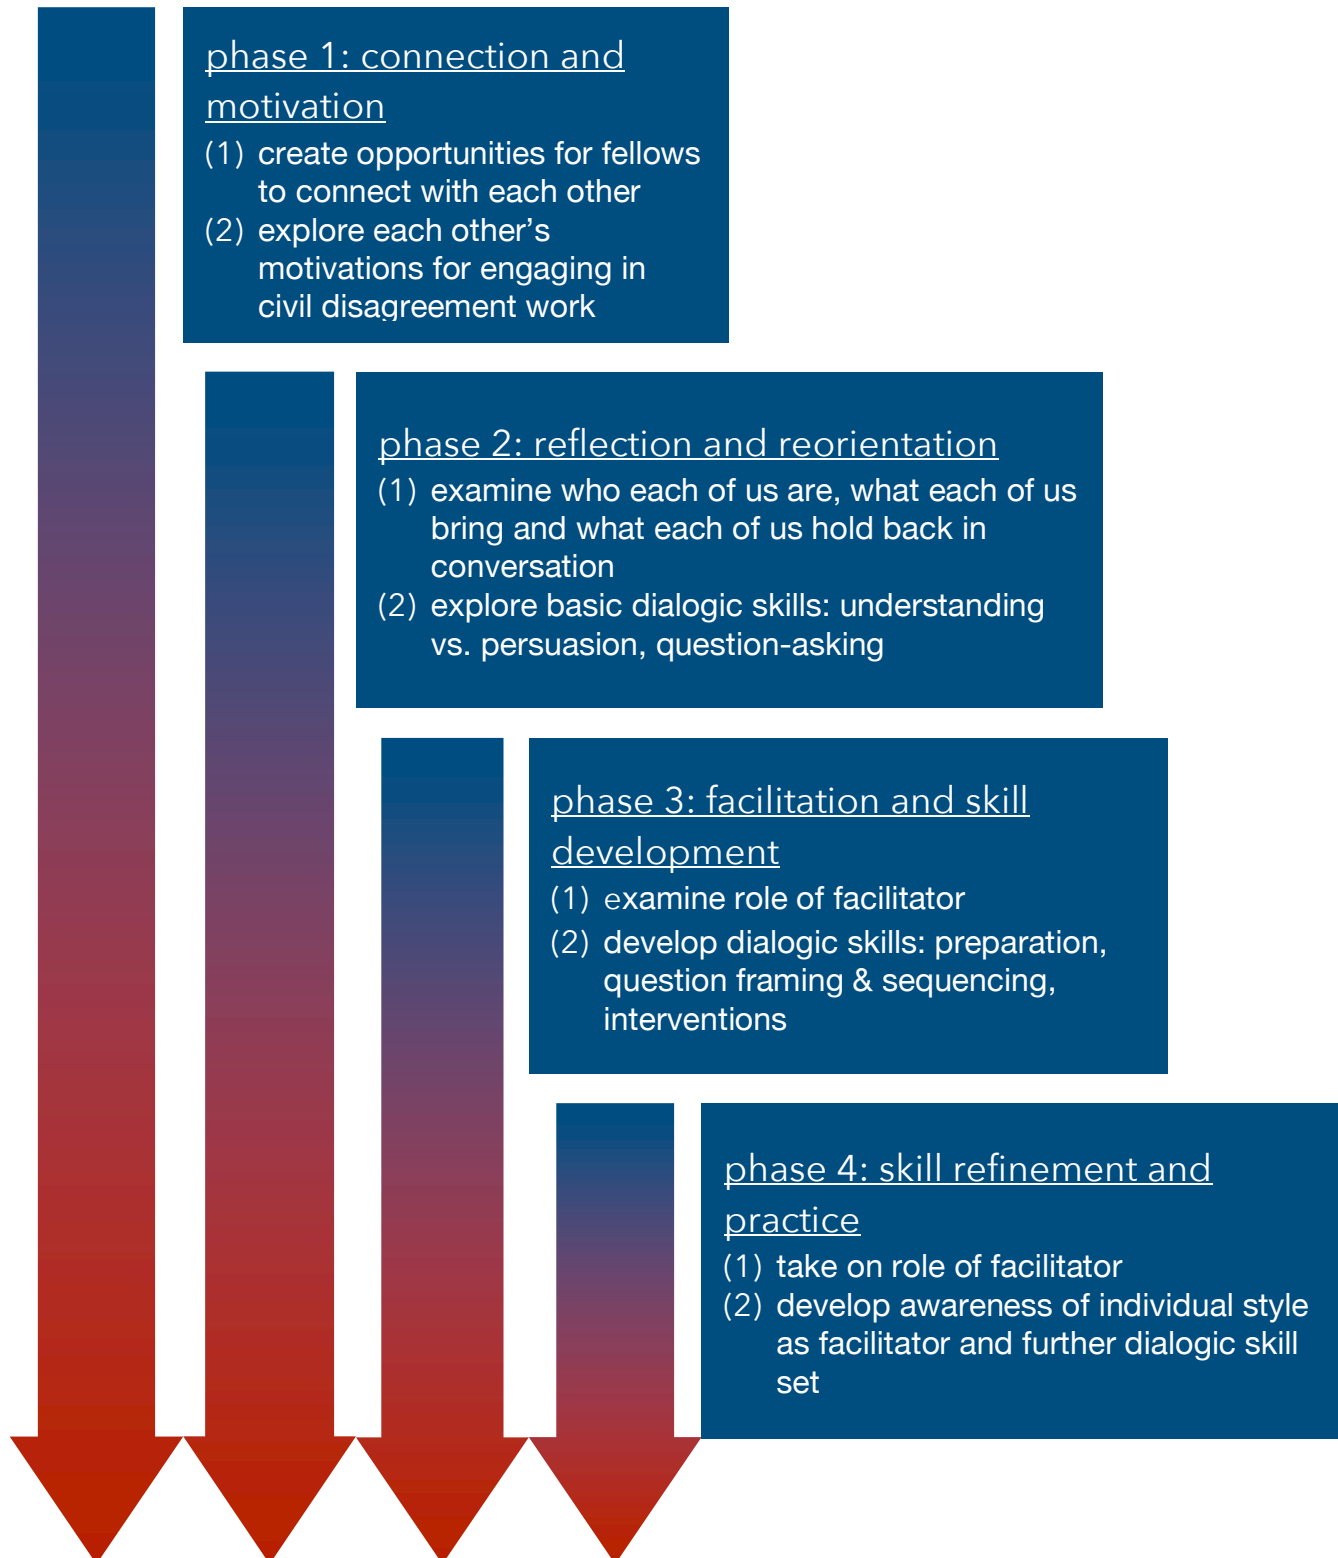 phase 1: connection and
motivation
(1) create opportunities for fellows
to connect with each other
(2) explore each other’s
motivations for engaging in
civil disagreement work
phase 2: reflection and reorientation
(1) examine who each of us are, what each of us
bring and what each of us hold back in
conversation
(2) explore basic dialogic skills: understanding
vs. persuasion, question-asking
phase 3: facilitation and skill
development
(1) examine role of facilitator
(2) develop dialogic skills: preparation,
question framing & sequencing,
interventions
phase 4: skill refinement and
practice
(1) take on role of facilitator
(2) develop awareness of individual style
as facilitator and further dialogic skill
set